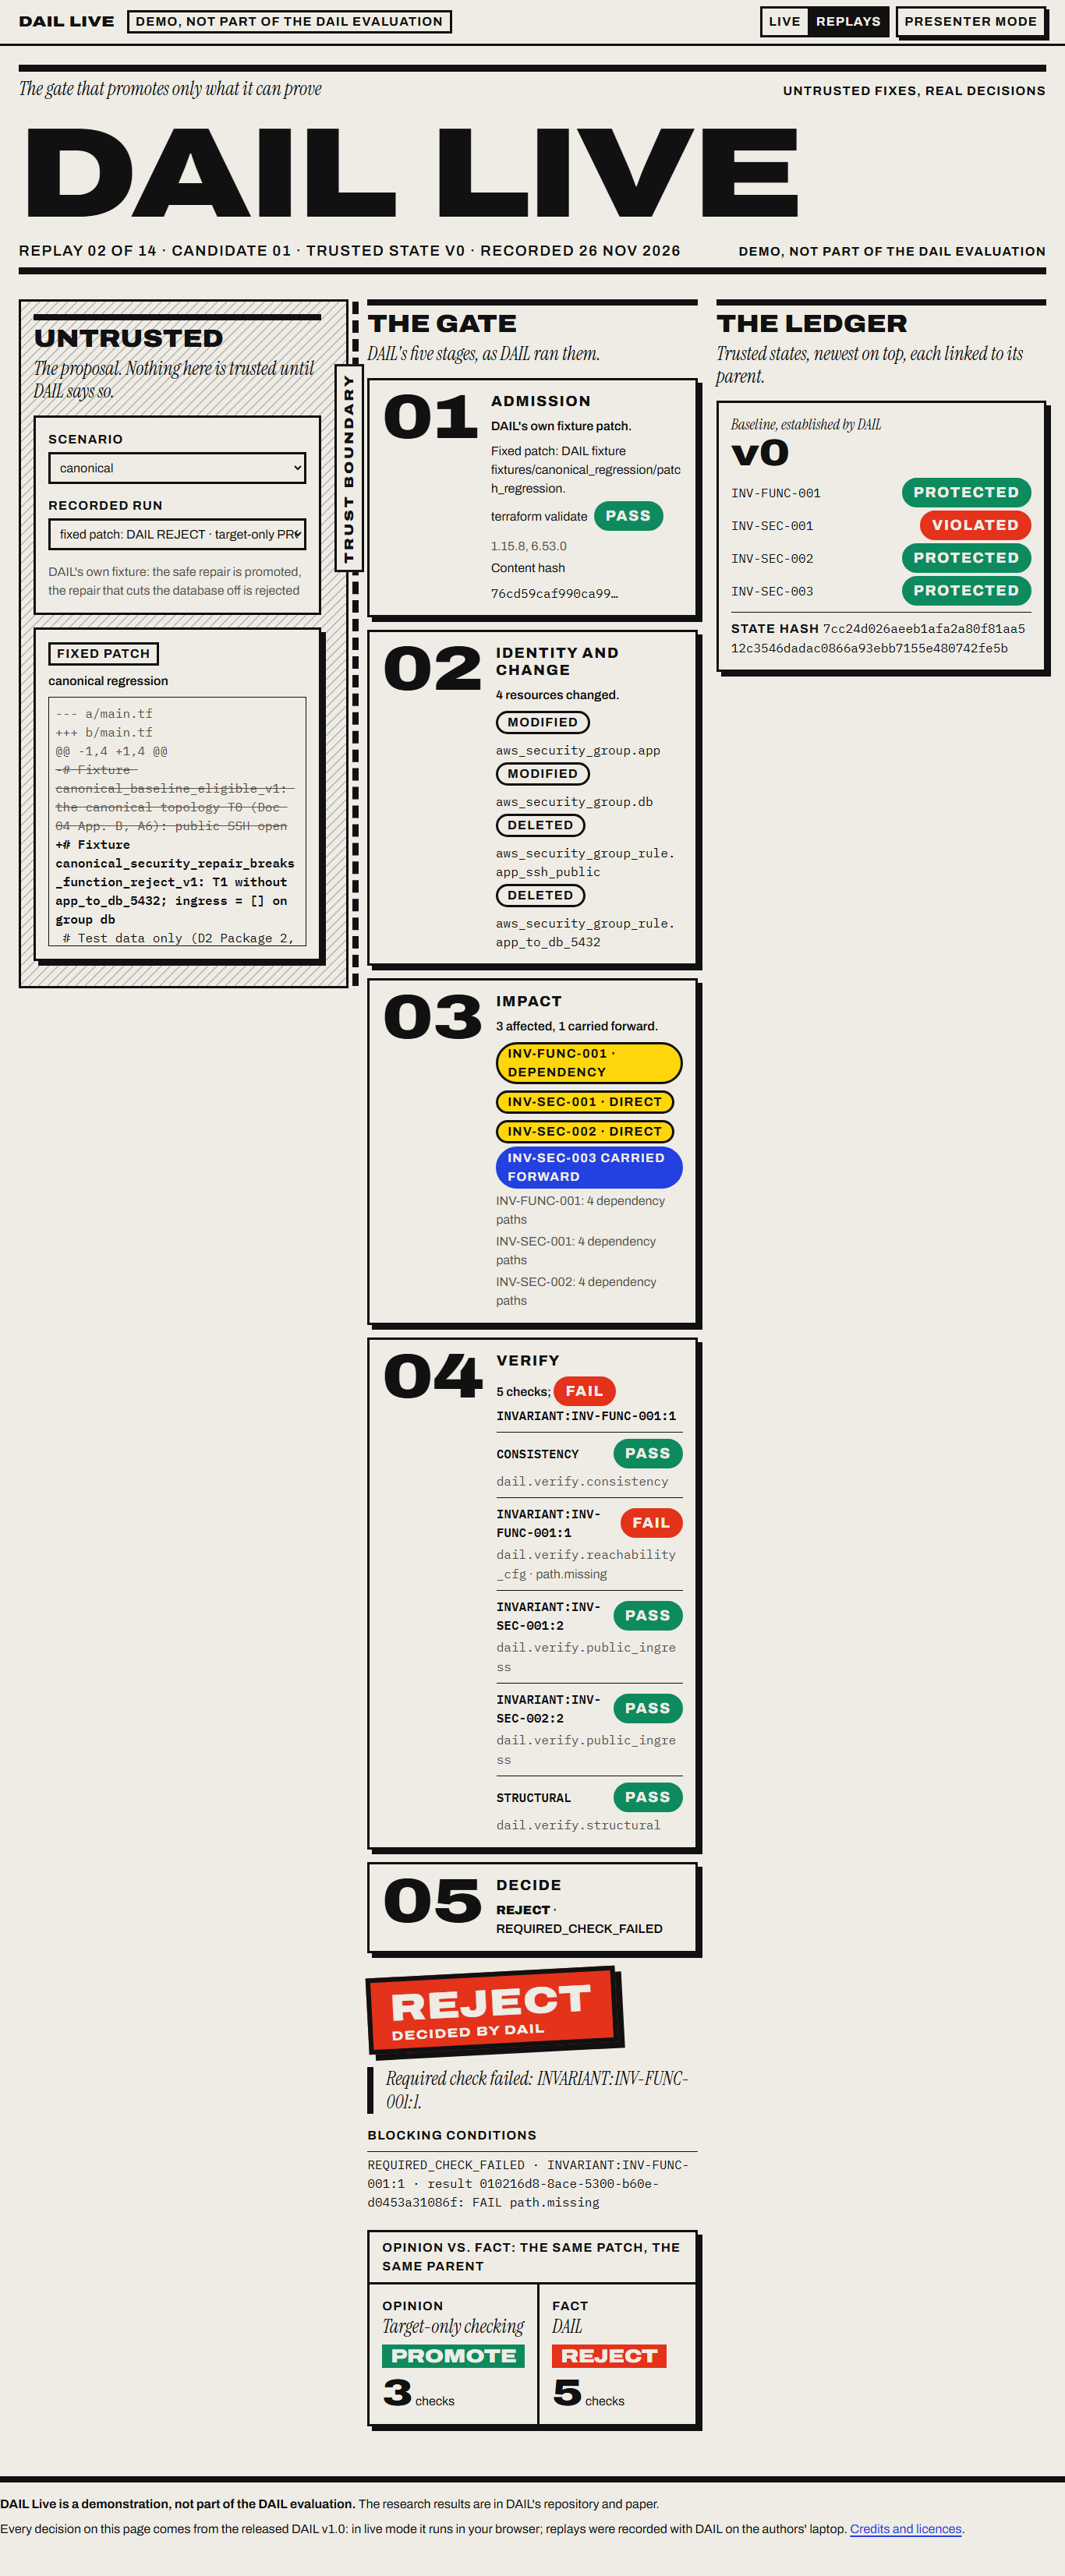 DAIL LIVE
DEMO, NOT PART OF THE DAIL EVALUATION
LIVE
REPLAYS
PRESENTER MODE
The gate that promotes only what it can prove
UNTRUSTED FIXES, REAL DECISIONS
DAIL LIVE
REPLAY 02 OF 14 · CANDIDATE 01 · TRUSTED STATE V0 · RECORDED 26 NOV 2026
DEMO, NOT PART OF THE DAIL EVALUATION
UNTRUSTED
The proposal. Nothing here is trusted until
DAIL says so.
SCENARIO
canonical
RECORDED RUN
fixed patch: DAIL REJECT · target-only PR
DAIL's own fixture: the safe repair is promoted,
the repair that cuts the database off is rejected
FIXED PATCH
canonical regression
--- a/main.tf
+++ b/main.tf
@@ -1,4 +1,4 @@
-# Fixture
canonical_baseline_eligible_v1:
the canonical topology T0 (Doc
04 App. B, A6): public SSH open
+# Fixture
canonical_security_repair_breaks
_function_reject_v1: T1 without
app_to_db_5432; ingress = [] on
group db
# Test data only (D2 Package 2,
TRUST BOUNDARY
THE GATE
DAIL's five stages, as DAIL ran them.
01
ADMISSION
DAIL's own fixture patch.
Fixed patch: DAIL fixture
fixtures/canonical_regression/patc
h_regression.
terraform validate PASS
1.15.8, 6.53.0
Content hash
76cd59caf990ca99…
02
IDENTITY AND
CHANGE
4 resources changed.
MODIFIED
aws_security_group.app
MODIFIED
aws_security_group.db
DELETED
aws_security_group_rule.
app_ssh_public
DELETED
aws_security_group_rule.
app_to_db_5432
03
IMPACT
3 affected, 1 carried forward.
INV-FUNC-001 ·
DEPENDENCY
INV-SEC-001 · DIRECT
INV-SEC-002 · DIRECT
INV-SEC-003 CARRIED
FORWARD
INV-FUNC-001: 4 dependency
paths
INV-SEC-001: 4 dependency
paths
INV-SEC-002: 4 dependency
paths
04
VERIFY
5 checks; FAIL
INVARIANT:INV-FUNC-001:1
CONSISTENCY PASS
dail.verify.consistency
INVARIANT:INV-
FUNC-001:1 FAIL
dail.verify.reachability
_cfg · path.missing
INVARIANT:INV-
SEC-001:2 PASS
dail.verify.public_ingre
ss
INVARIANT:INV-
SEC-002:2 PASS
dail.verify.public_ingre
ss
STRUCTURAL PASS
dail.verify.structural
05
DECIDE
REJECT ·
REQUIRED_CHECK_FAILED
REJECT
DECIDED BY DAIL
Required check failed: INVARIANT:INV-FUNC-
001:1.
BLOCKING CONDITIONS
REQUIRED_CHECK_FAILED · INVARIANT:INV-FUNC-
001:1 · result 010216d8-8ace-5300-b60e-
d0453a31086f: FAIL path.missing
OPINION VS. FACT: THE SAME PATCH, THE
SAME PARENT
OPINION
Target-only checking
PROMOTE
3 checks
FACT
DAIL
REJECT
5 checks
THE LEDGER
Trusted states, newest on top, each linked to its
parent.
Baseline, established by DAIL
v0
INV-FUNC-001 PROTECTED
INV-SEC-001 VIOLATED
INV-SEC-002 PROTECTED
INV-SEC-003 PROTECTED
STATE HASH 7cc24d026aeeb1afa2a80f81aa5
12c3546dadac0866a93ebb7155e480742fe5b
DAIL Live is a demonstration, not part of the DAIL evaluation. The research results are in DAIL's repository and paper.
Every decision on this page comes from the released DAIL v1.0: in live mode it runs in your browser; replays were recorded with DAIL on the authors' laptop. Credits and licences.